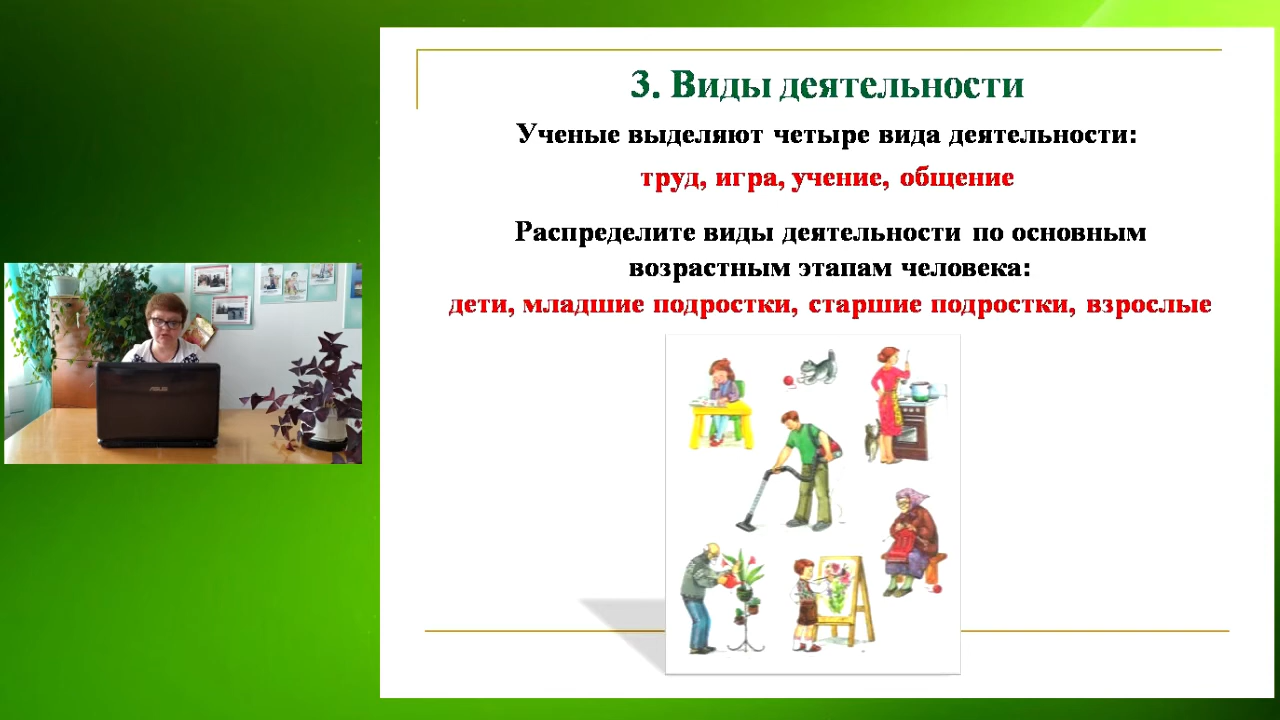 3. Виды деятельности
Ученые выделяют четыре вида деятельности:
труд, игра, учение, общение
Распределите виды деятельности по основным
возрастным этапам человека:
дети, младшие подростки, старшие подростки, взрослые
ASUS